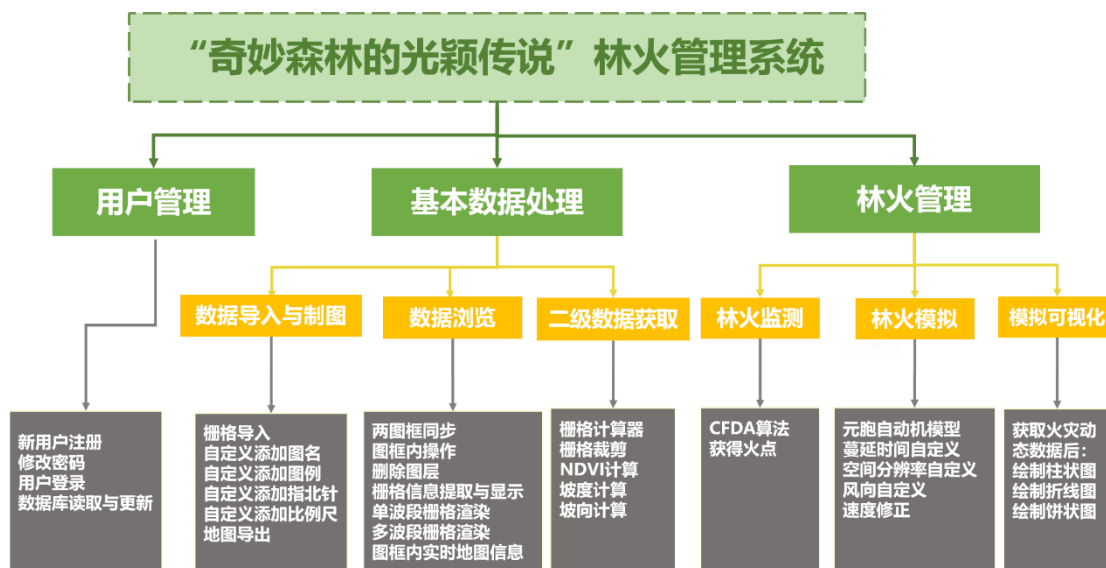 “奇妙森林的光颖传说”林火管理系统
用户管理
基本数据处理
林火管理
数据导入与制图
数据浏览
二级数据获取
林火监测
林火模拟
模拟可视化
新用户注册
修改密码
用户登录
数据库读取与更新
栅格导入
自定义添加图名
自定义添加图例
自定义添加指北针
自定义添加比例尺
地图导出
两图框同步
图框内操作
删除图层
栅格信息提取与显示
单波段栅格渲染
多波段栅格渲染
图框内实时地图信息
栅格计算器
栅格裁剪
NDVI计算
坡度计算
坡向计算
CFDA算法
获得火点
元胞自动机模型
蔓延时间自定义
空间分辨率自定义
风向自定义
速度修正
获取火灾动
态数据后：
绘制柱状图
绘制折线图
绘制饼状图